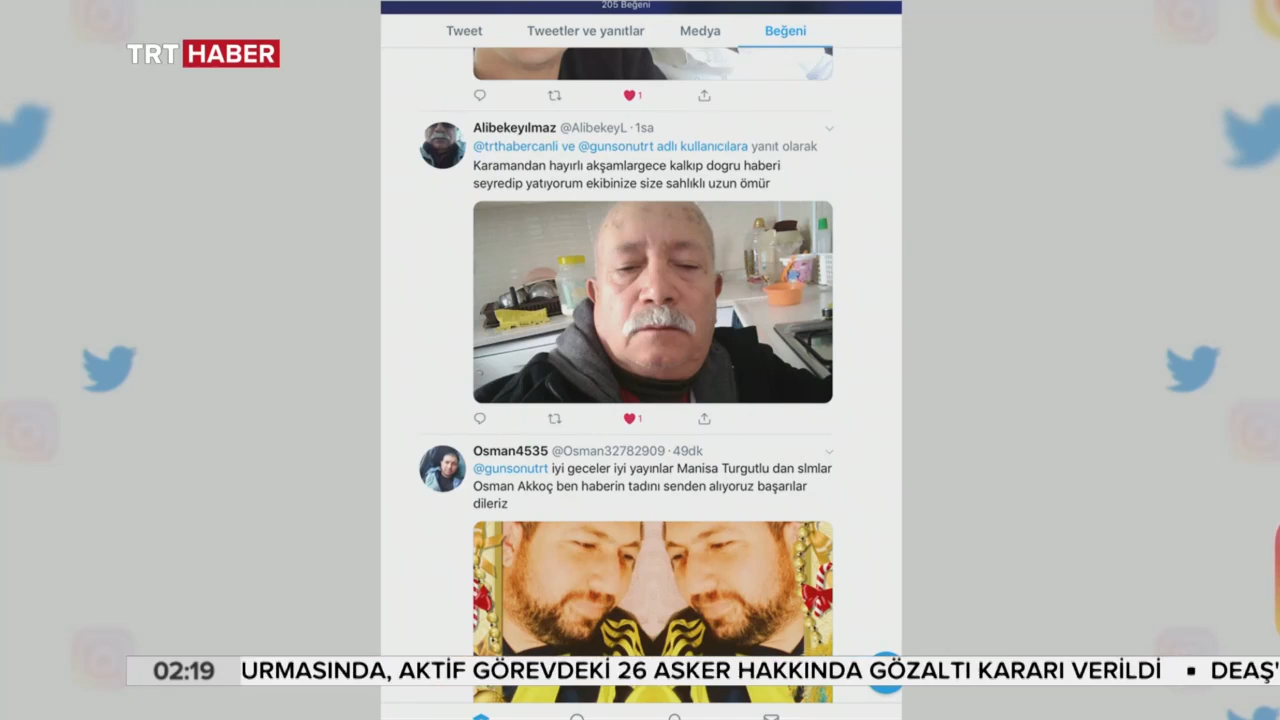 205 Beğeni
Tweet Tweetler ve yanıtlar Medya Beğeni
TRT HABER
1
Alibekeyılmaz @AlibekeyL · 1sa
@trthabercanli ve @gunsonutrt adlı kullanıcılara yanıt olarak
Karamandan hayırlı akşamlargece kalkıp dogru haberi
seyredip yatıyorum ekibinize size sahlıklı uzun ömür
1
Osman4535 @Osman32782909 · 49dk
@gunsonutrt iyi geceler iyi yayınlar Manisa Turgutlu dan slmlar
Osman Akkoç ben haberin tadını senden alıyoruz başarılar
dileriz
02:19 URMASINDA, AKTİF GÖREVDEKİ 26 ASKER HAKKINDA GÖZALTI KARARI VERİLDİ ▪ DEAŞ'